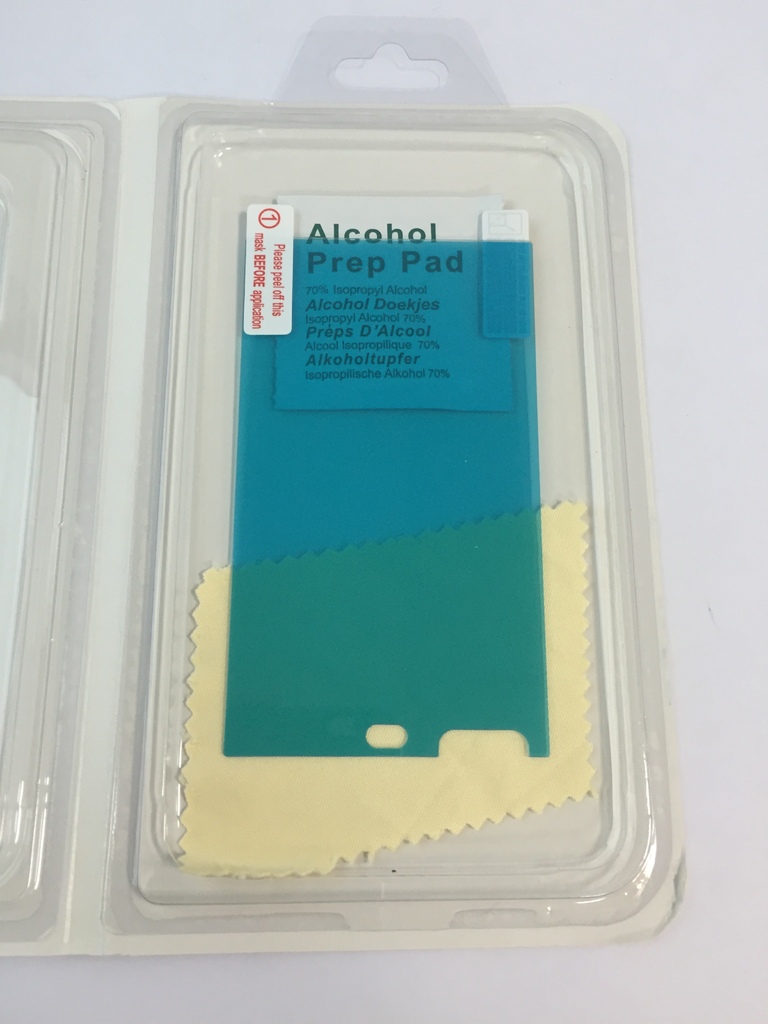 Alcohol
Prep Pad
70% Isopropyl Alcohol
Alcohol Doekjes
Isopropyl Alcohol 70%
Prèps D'Alcool
Alcool Isopropilique 70%
Alkoholtupfer
Isopropilische Alkohol 70%
1
Please peel off this
mask BEFORE application